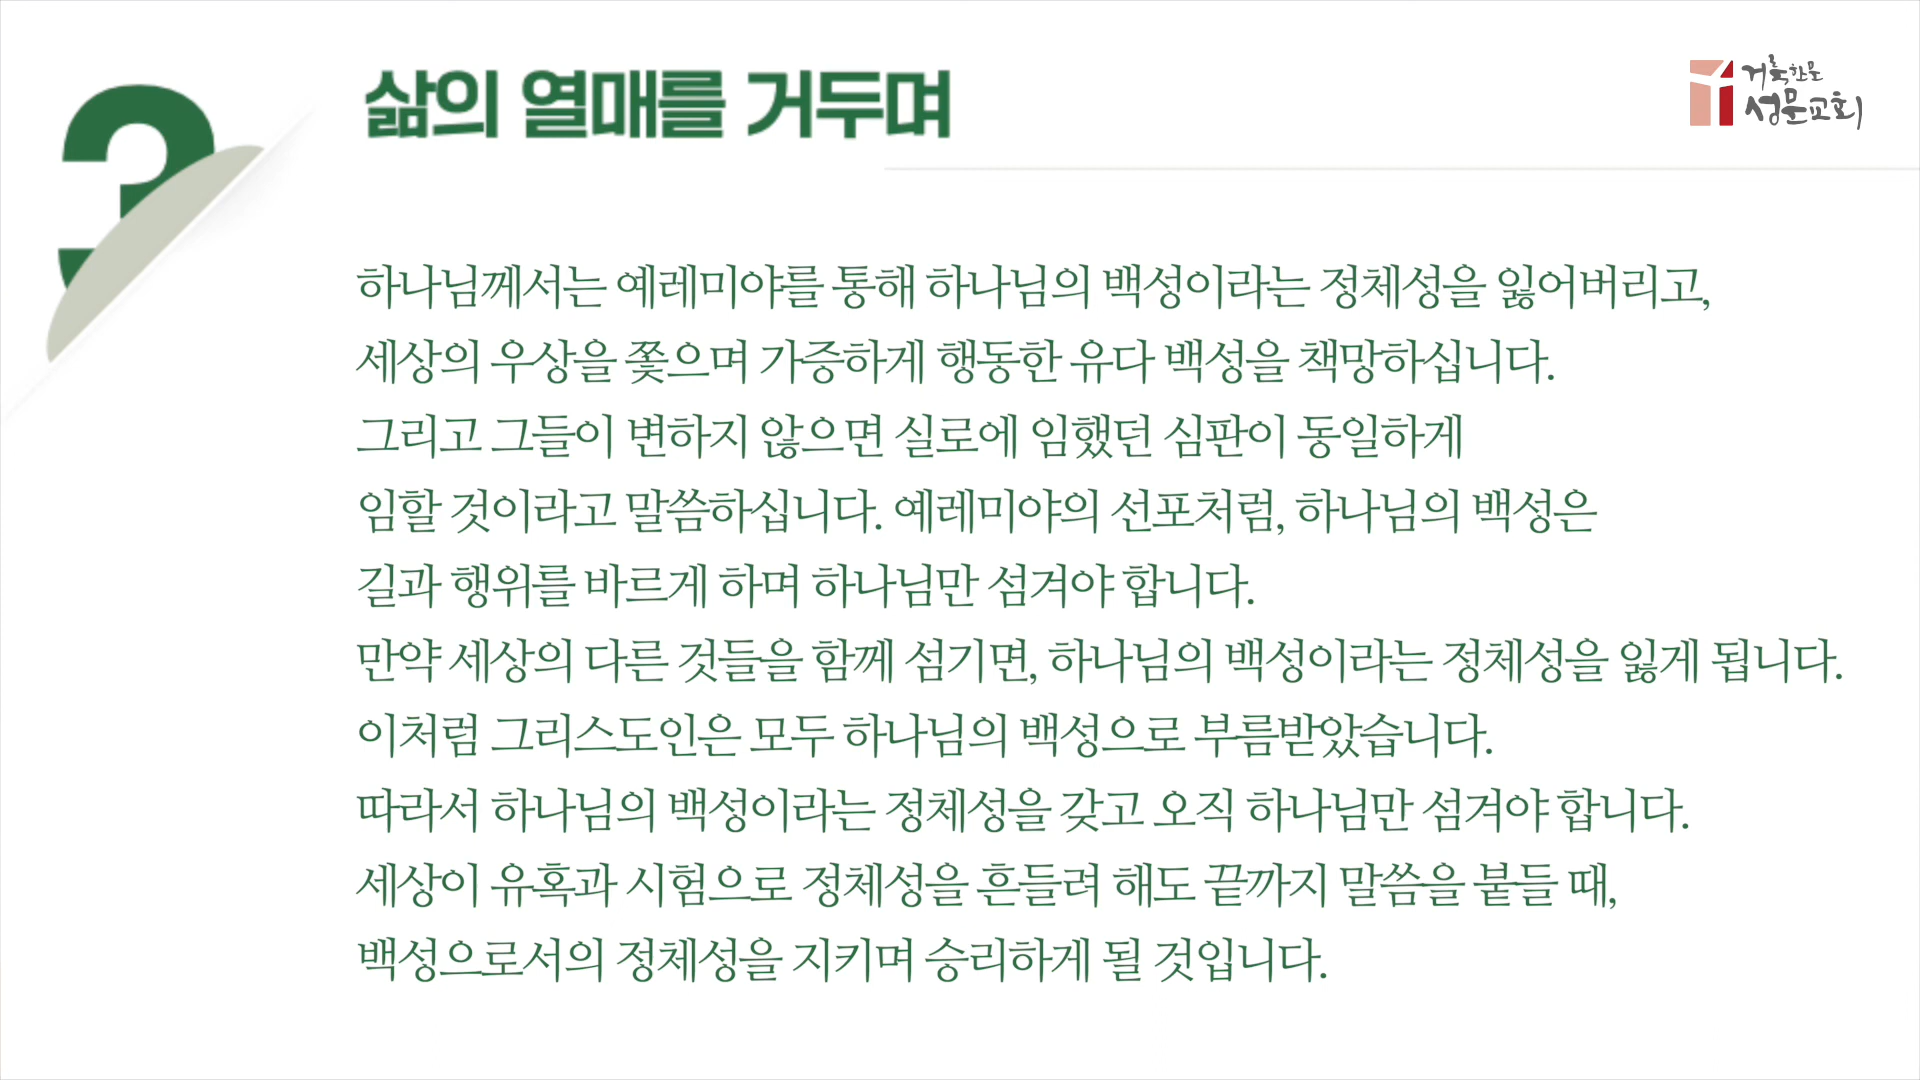 3
삶의 열매를 거두며
거룩한문
성문교회
하나님께서는 예레미야를 통해 하나님의 백성이라는 정체성을 잃어버리고,
세상의 우상을 쫓으며 가증하게 행동한 유다 백성을 책망하십니다.
그리고 그들이 변하지 않으면 실로에 임했던 심판이 동일하게
임할 것이라고 말씀하십니다. 예레미야의 선포처럼, 하나님의 백성은
길과 행위를 바르게 하며 하나님만 섬겨야 합니다.
만약 세상의 다른 것들을 함께 섬기면, 하나님의 백성이라는 정체성을 잃게 됩니다.
이처럼 그리스도인은 모두 하나님의 백성으로 부름받았습니다.
따라서 하나님의 백성이라는 정체성을 갖고 오직 하나님만 섬겨야 합니다.
세상이 유혹과 시험으로 정체성을 흔들려 해도 끝까지 말씀을 붙들 때,
백성으로서의 정체성을 지키며 승리하게 될 것입니다.